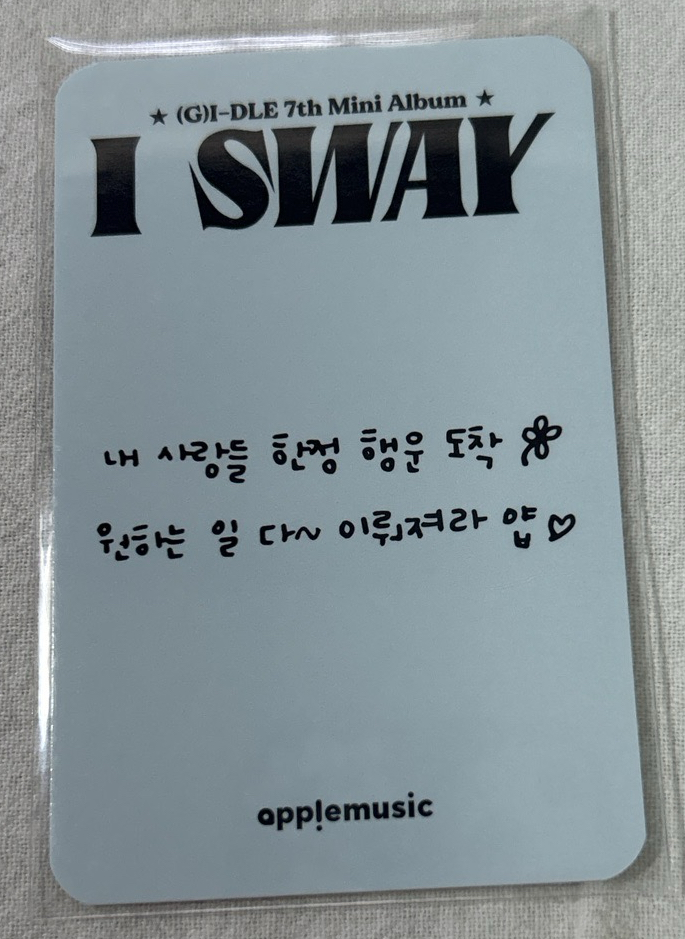 ★ (G)I-DLE 7th Mini Album ★
I SWAY
내 사랑들 한정 행운 도착
원하는 일 다~ 이뤄져라 얍♡
applemusic